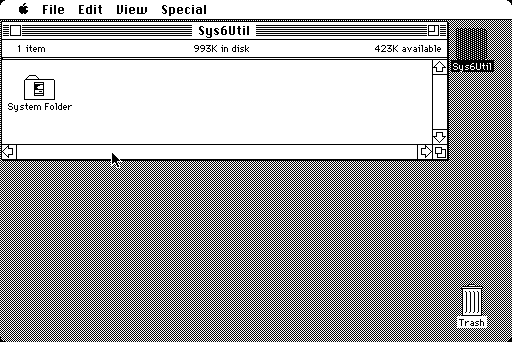 File Edit View Special
Sys6Util
1 item 993K in disk 423K available
System Folder
Sys6Util
Trash